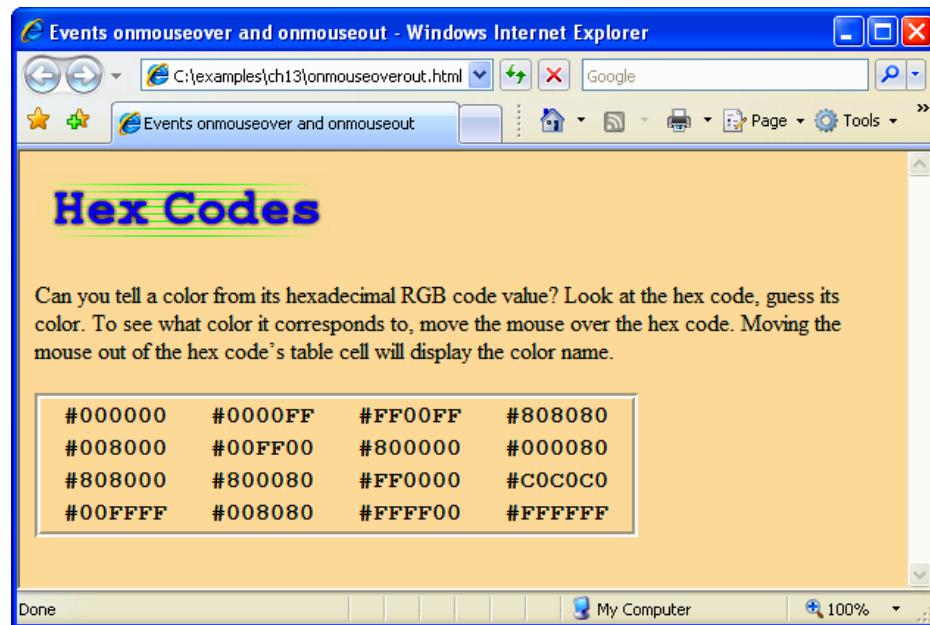 Events onmouseover and onmouseout - Windows Internet Explorer
C:\examples\ch13\onmouseoverout.html
Google
Events onmouseover and onmouseout
Page
Tools
»
Hex Codes
Can you tell a color from its hexadecimal RGB code value? Look at the hex code, guess its
color. To see what color it corresponds to, move the mouse over the hex code. Moving the
mouse out of the hex code's table cell will display the color name.
#000000 #0000FF #FF00FF #808080
#008000 #00FF00 #800000 #000080
#808000 #800080 #FF0000 #C0C0C0
#00FFFF #008080 #FFFF00 #FFFFFF
Done
My Computer
100%